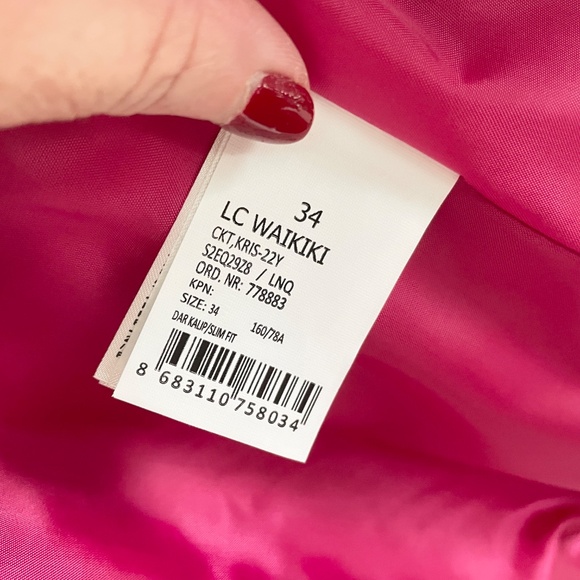 34
LC WAIKIKI
CKT,KRIS-22Y
S2EQ29Z8 / LNQ
ORD. NR: 778883
KPN:
SIZE: 34 160/78A
DAR KALIP/SLIM FIT
8 683110 758034